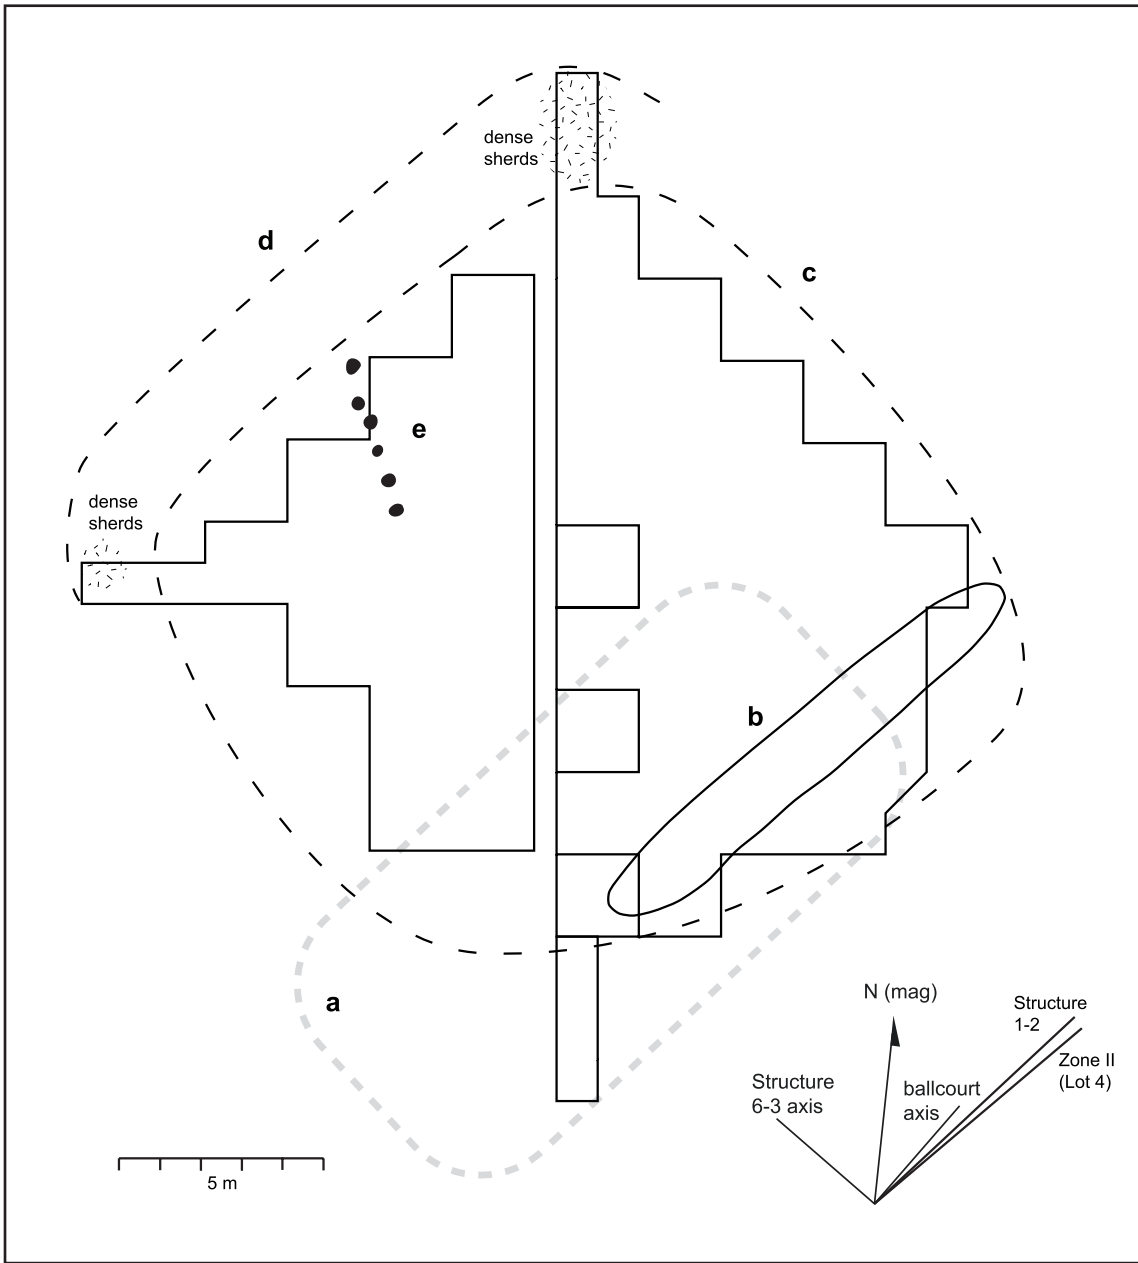 dense
sherds
d
c
e
dense
sherds
b
a
N (mag)
Structure
1-2
Zone II
(Lot 4)
Structure
6-3 axis
ballcourt
axis
5 m